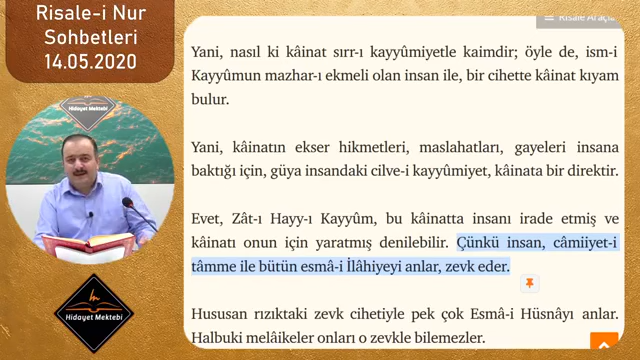 Risale-i Nur
Sohbetleri
14.05.2020
Hidayet Mektebi
Hidayet Mektebi
Risale Araçla
Yani, nasıl ki kâinat sırr-ı kayyûmiyetle kaimdir; öyle de, ism-i
Kayyûmun mazhar-ı ekmeli olan insan ile, bir cihette kâinat kıyam
bulur.
Yani, kâinatın ekser hikmetleri, maslahatları, gayeleri insana
baktığı için, güya insandaki cilve-i kayyûmiyet, kâinata bir direktir.
Evet, Zât-ı Hayy-ı Kayyûm, bu kâinatta insanı irade etmiş ve
kâinatı onun için yaratmış denilebilir. Çünkü insan, câmiiyet-i
tâmme ile bütün esmâ-i İlâhiyeyi anlar, zevk eder.
Hususan rızıktaki zevk cihetiyle pek çok Esmâ-i Hüsnâyı anlar.
Halbuki melâikeler onları o zevkle bilemezler.